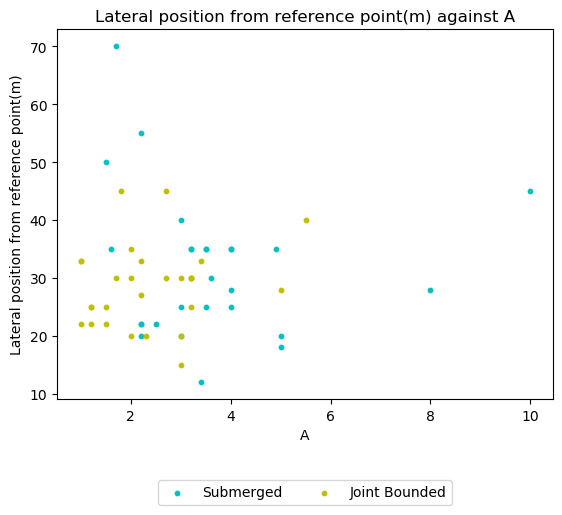 Lateral position from reference point(m) against A
Lateral position from reference point(m)
70
60
50
40
30
20
10
2 4 6 8 10
A
Submerged Joint Bounded